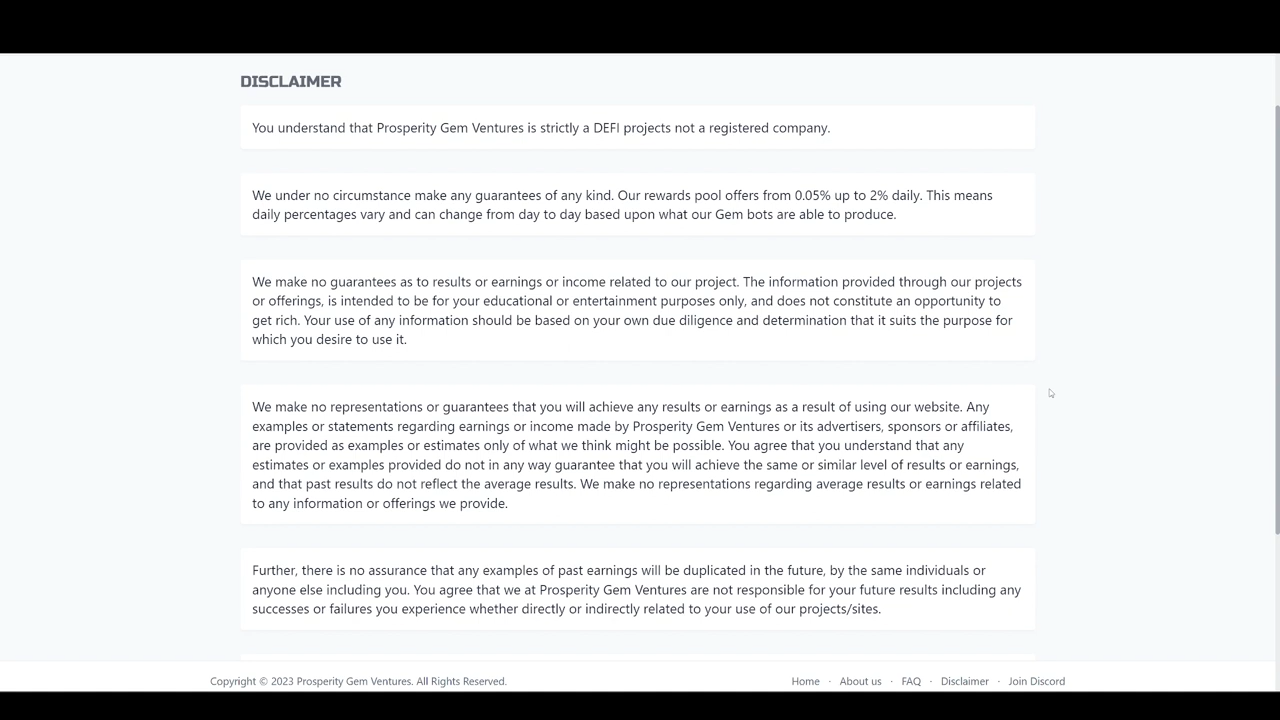 DISCLAIMER
You understand that Prosperity Gem Ventures is strictly a DEFI projects not a registered company.
We under no circumstance make any guarantees of any kind. Our rewards pool offers from 0.05% up to 2% daily. This means
daily percentages vary and can change from day to day based upon what our Gem bots are able to produce.
We make no guarantees as to results or earnings or income related to our project. The information provided through our projects
or offerings, is intended to be for your educational or entertainment purposes only, and does not constitute an opportunity to
get rich. Your use of any information should be based on your own due diligence and determination that it suits the purpose for
which you desire to use it.
We make no representations or guarantees that you will achieve any results or earnings as a result of using our website. Any
examples or statements regarding earnings or income made by Prosperity Gem Ventures or its advertisers, sponsors or affiliates,
are provided as examples or estimates only of what we think might be possible. You agree that you understand that any
estimates or examples provided do not in any way guarantee that you will achieve the same or similar level of results or earnings,
and that past results do not reflect the average results. We make no representations regarding average results or earnings related
to any information or offerings we provide.
Further, there is no assurance that any examples of past earnings will be duplicated in the future, by the same individuals or
anyone else including you. You agree that we at Prosperity Gem Ventures are not responsible for your future results including any
successes or failures you experience whether directly or indirectly related to your use of our projects/sites.
Copyright © 2023 Prosperity Gem Ventures. All Rights Reserved.
Home · About us · FAQ · Disclaimer · Join Discord